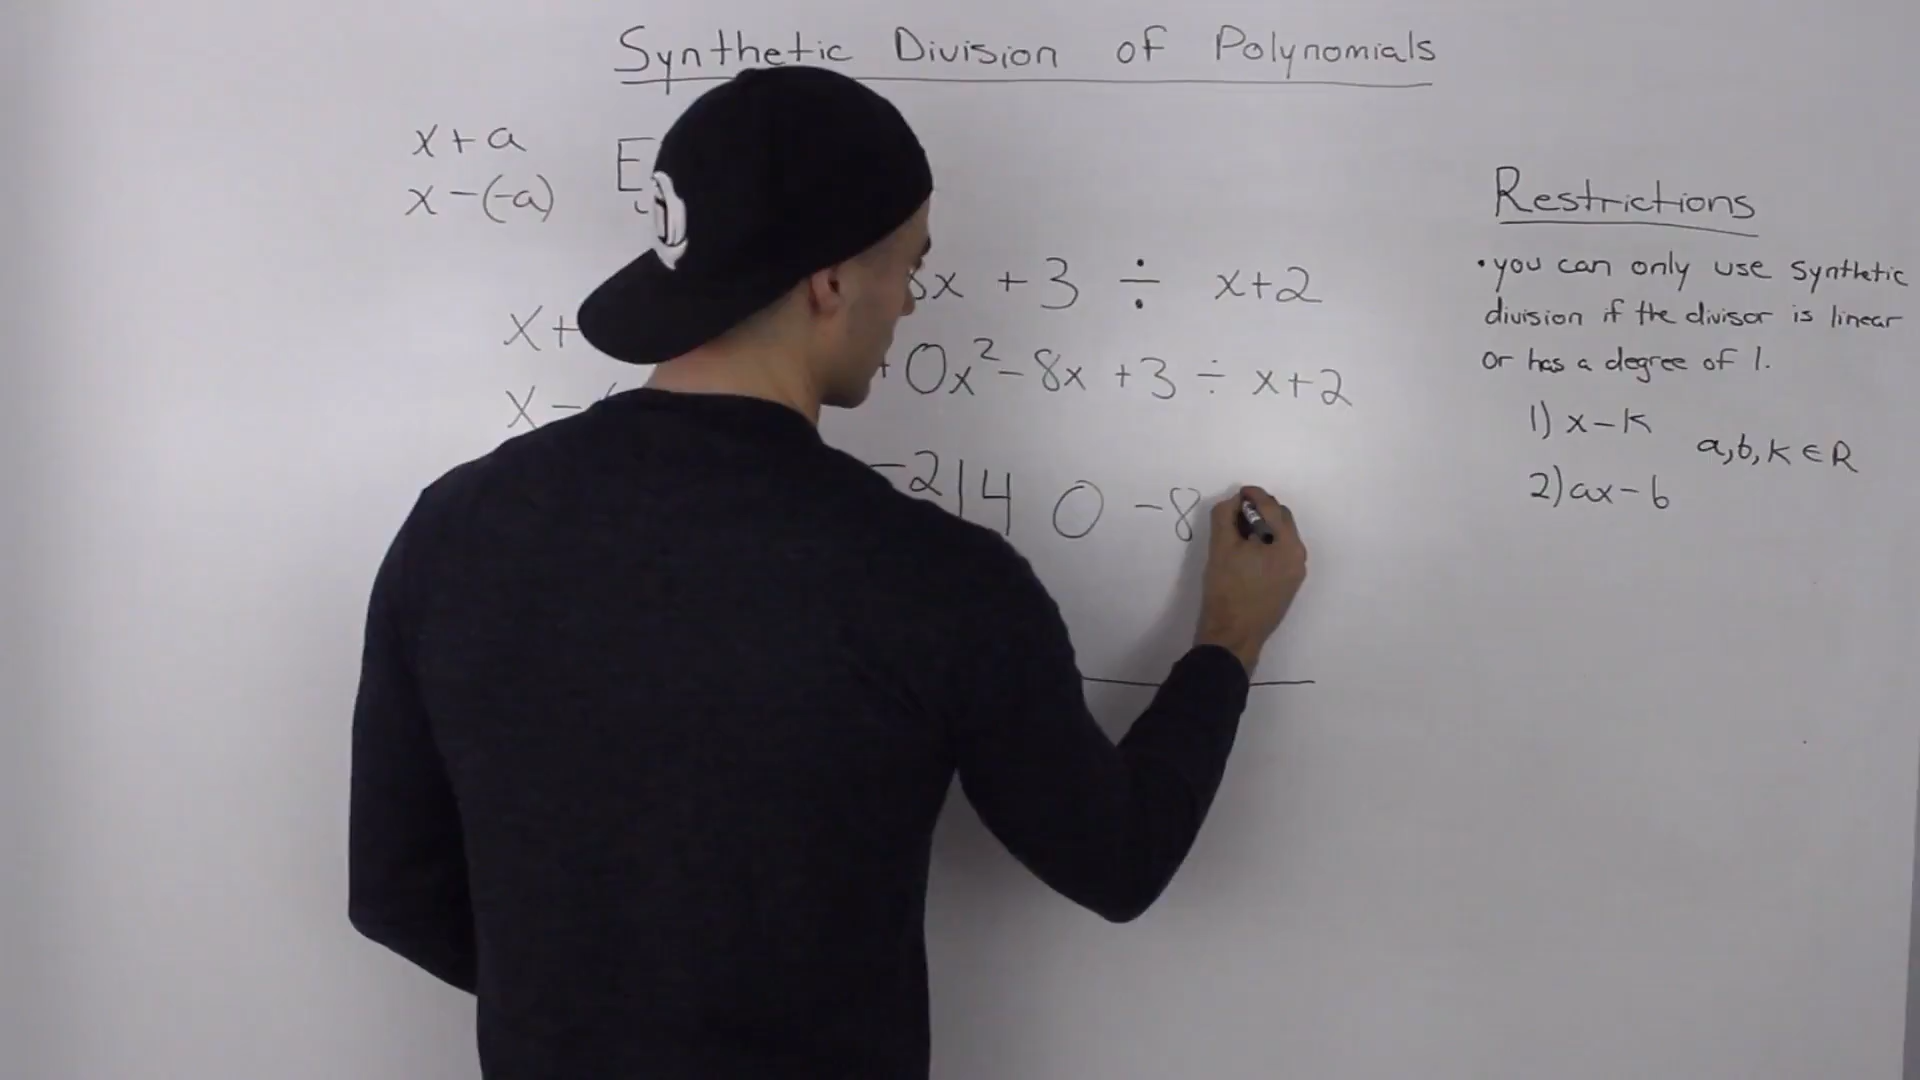 Synthetic Division of Polynomials
x + a
x - (-a)
E
8x + 3 ÷ x+2
x+
+ 0x² - 8x + 3 ÷ x+2
x -
-2 | 4 0 -8
Restrictions
• you can only use synthetic
division if the divisor is linear
or has a degree of 1.
1) x - k
a, b, k ∈ R
2) ax - b